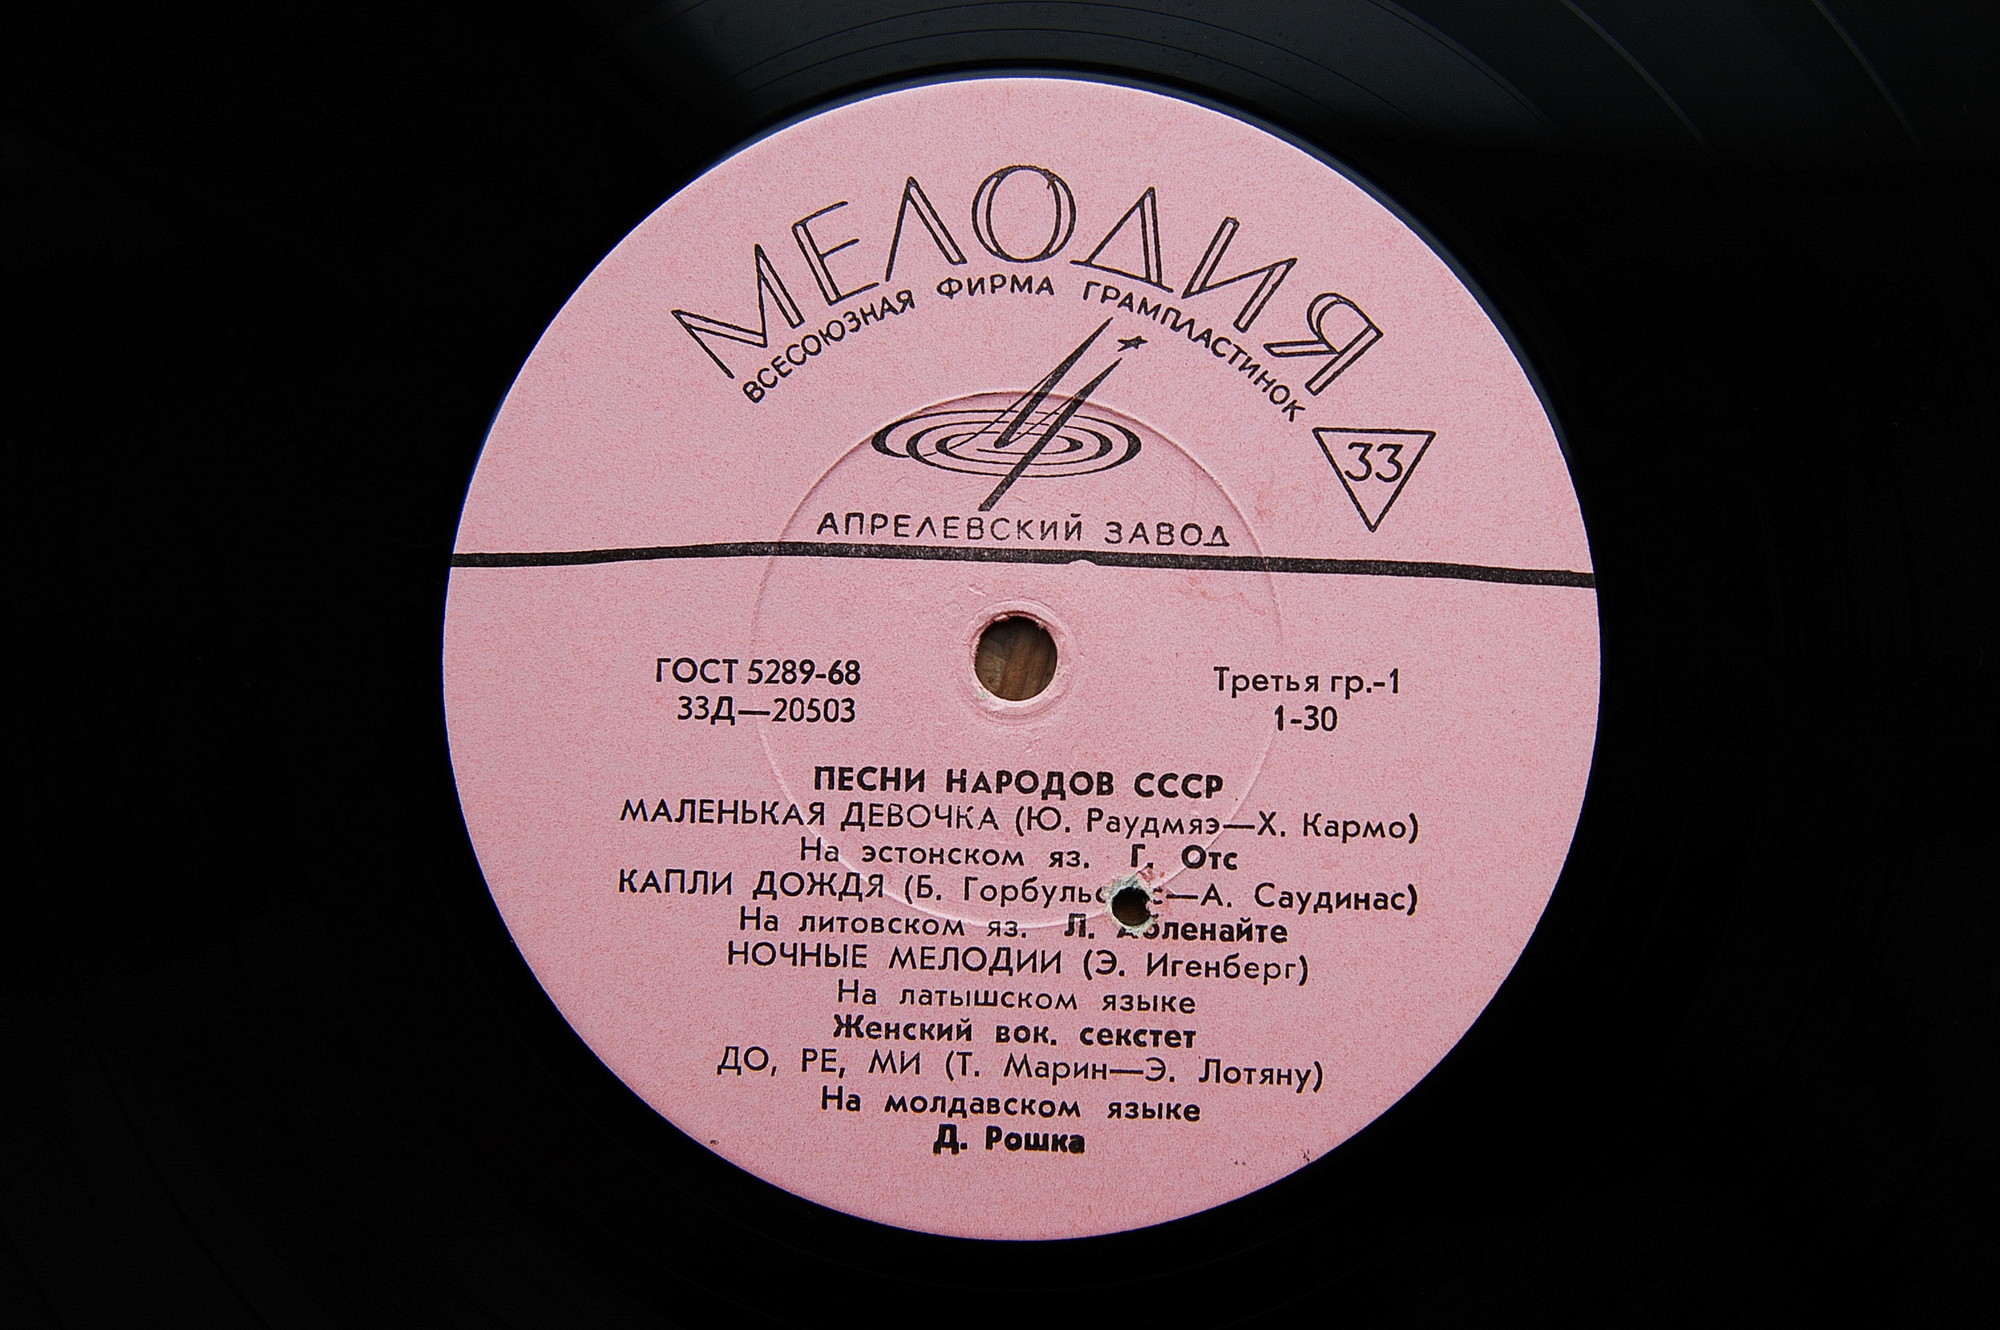 МЕЛОДИЯ
ВСЕСОЮЗНАЯ ФИРМА ГРАМПЛАСТИНОК
33
АПРЕЛЕВСКИЙ ЗАВОД
ГОСТ 5289-68
33Д—20503
Третья гр.-1
1-30
ПЕСНИ НАРОДОВ СССР
МАЛЕНЬКАЯ ДЕВОЧКА (Ю. Раудмяэ—Х. Кармо)
На эстонском яз. Г. Отс
КАПЛИ ДОЖДЯ (Б. —А. Саудинас)
На литовском яз. Л.
НОЧНЫЕ МЕЛОДИИ (Э. Игенберг)
На латышском языке
Женский вок. секстет
ДО, РЕ, МИ (Т. Марин—Э. Лотяну)
На молдавском языке
Д. Рошка